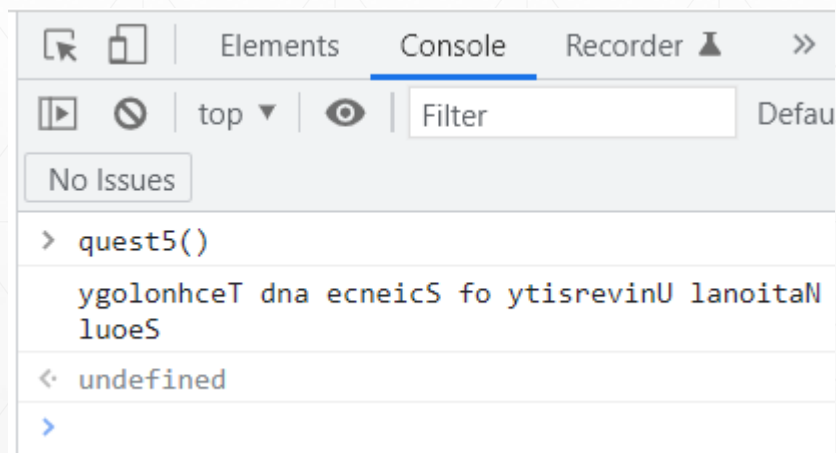 Elements Console Recorder »
top ▼ Filter Defau
No Issues
> quest5()
ygolonhceT dna ecneicS fo ytisrevinU lanoitaN
luoeS
undefined
>